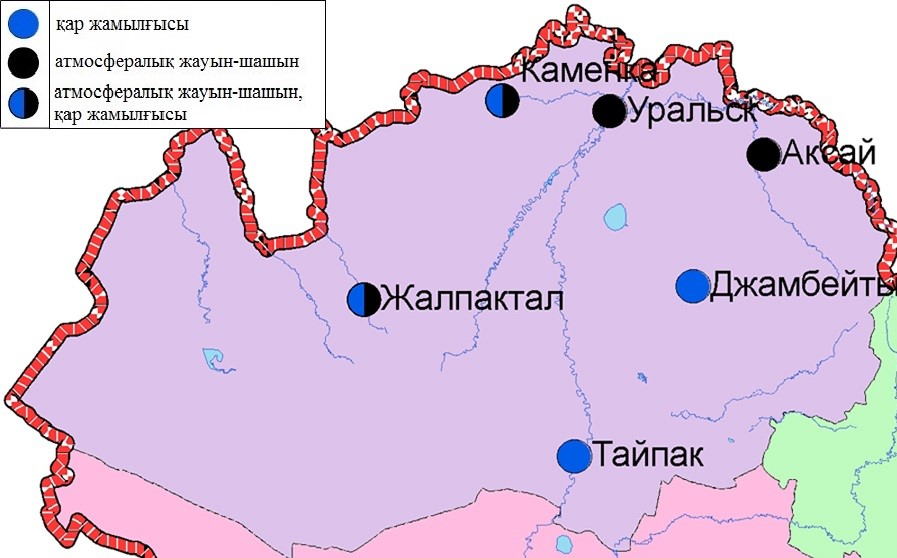 қар жамылғысы
атмосфералық жауын-шашын
атмосфералық жауын-шашын,
қар жамылғысы
Каменка
Уральск
Аксай
Джамбейты
Жалпактал
Тайпак